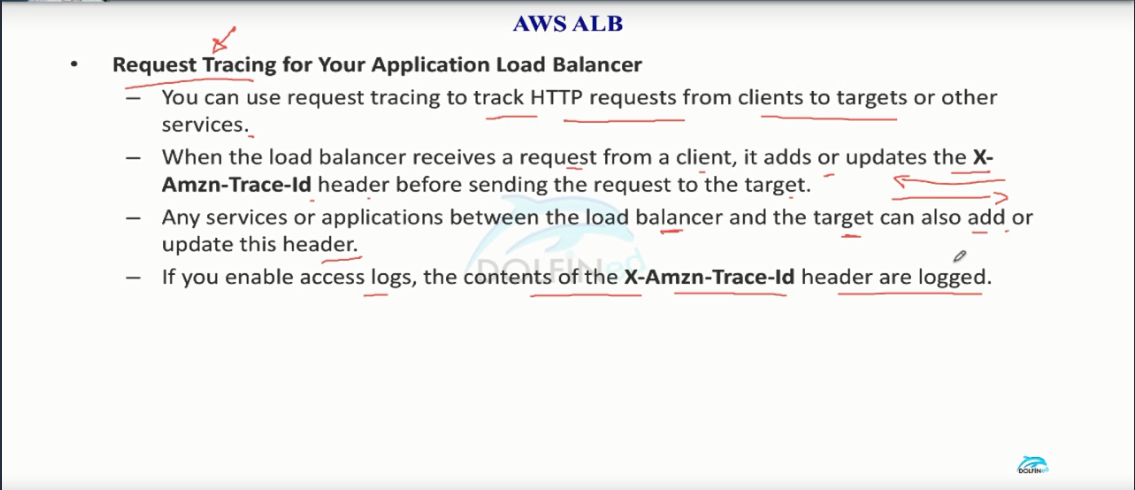 AWS ALB
• Request Tracing for Your Application Load Balancer
– You can use request tracing to track HTTP requests from clients to targets or other
services.
– When the load balancer receives a request from a client, it adds or updates the X-
Amzn-Trace-Id header before sending the request to the target.
– Any services or applications between the load balancer and the target can also add or
update this header.
– If you enable access logs, the contents of the X-Amzn-Trace-Id header are logged.
DOLFINed
DOLFINed